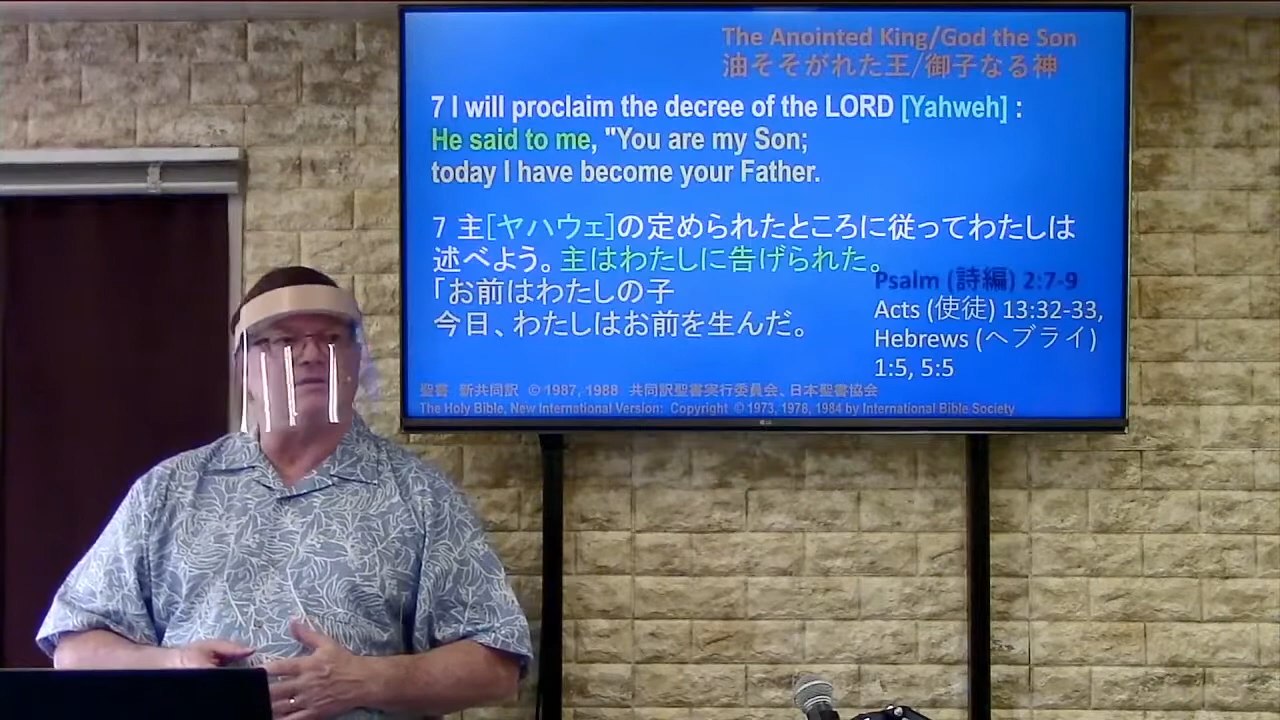 The Anointed King/God the Son
油そそがれた王/御子なる神
7 I will proclaim the decree of the LORD [Yahweh] :
He said to me, "You are my Son;
today I have become your Father.
7 主[ヤハウェ]の定められたところに従ってわたしは
述べよう。主はわたしに告げられた。
「お前はわたしの子
今日、わたしはお前を生んだ。
Psalm (詩編) 2:7-9
Acts (使徒) 13:32-33,
Hebrews (ヘブライ)
1:5, 5:5
聖書 新共同訳 © 1987, 1988 共同訳聖書実行委員会、日本聖書協会
The Holy Bible, New International Version: Copyright © 1973, 1978, 1984 by International Bible Society